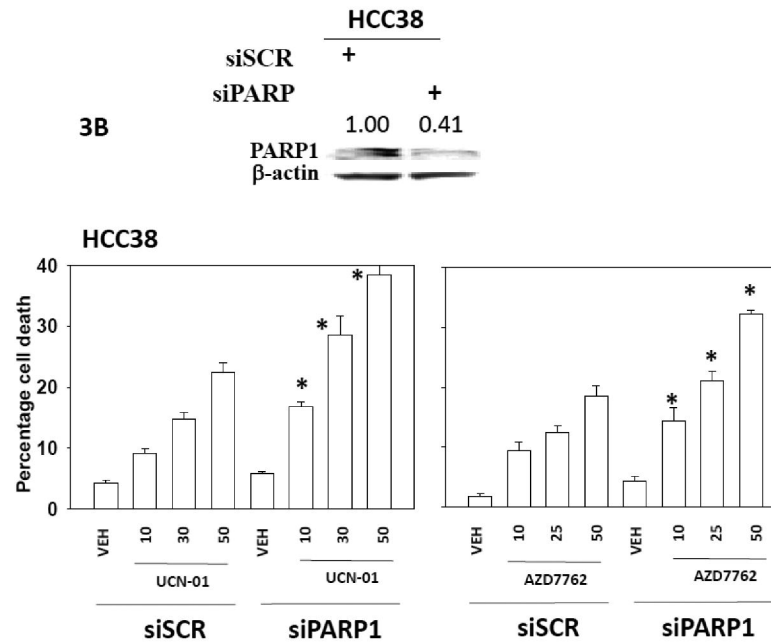 HCC38
siSCR +
siPARP +
3B
1.00 0.41
PARP1
β-actin
HCC38
Percentage cell death
40
30
20
10
0
* * *
* * *
VEH 10 30 50 VEH 10 30 50 VEH 10 25 50 VEH 10 25 50
UCN-01 UCN-01 AZD7762 AZD7762
siSCR siPARP1 siSCR siPARP1